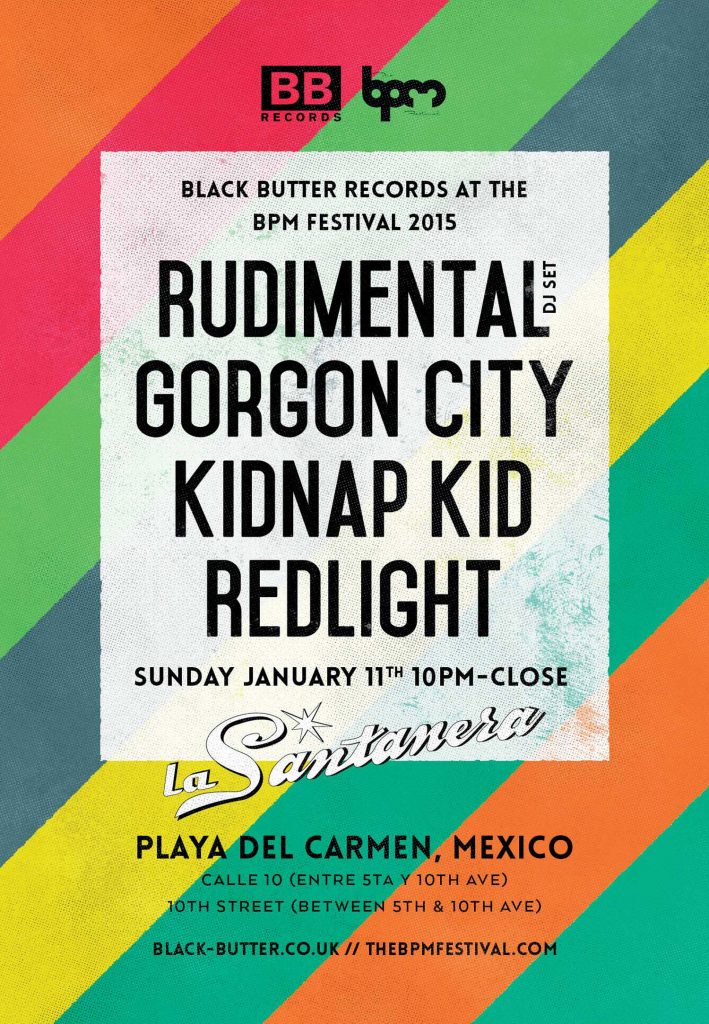 BB
RECORDS
bpm
Festival
BLACK BUTTER RECORDS AT THE
BPM FESTIVAL 2015
RUDIMENTAL DJ SET
GORGON CITY
KIDNAP KID
REDLIGHT
SUNDAY JANUARY 11TH 10PM-CLOSE
La Santanera
PLAYA DEL CARMEN, MEXICO
CALLE 10 (ENTRE 5TA Y 10TH AVE)
10TH STREET (BETWEEN 5TH & 10TH AVE)
BLACK-BUTTER.CO.UK // THEBPMFESTIVAL.COM